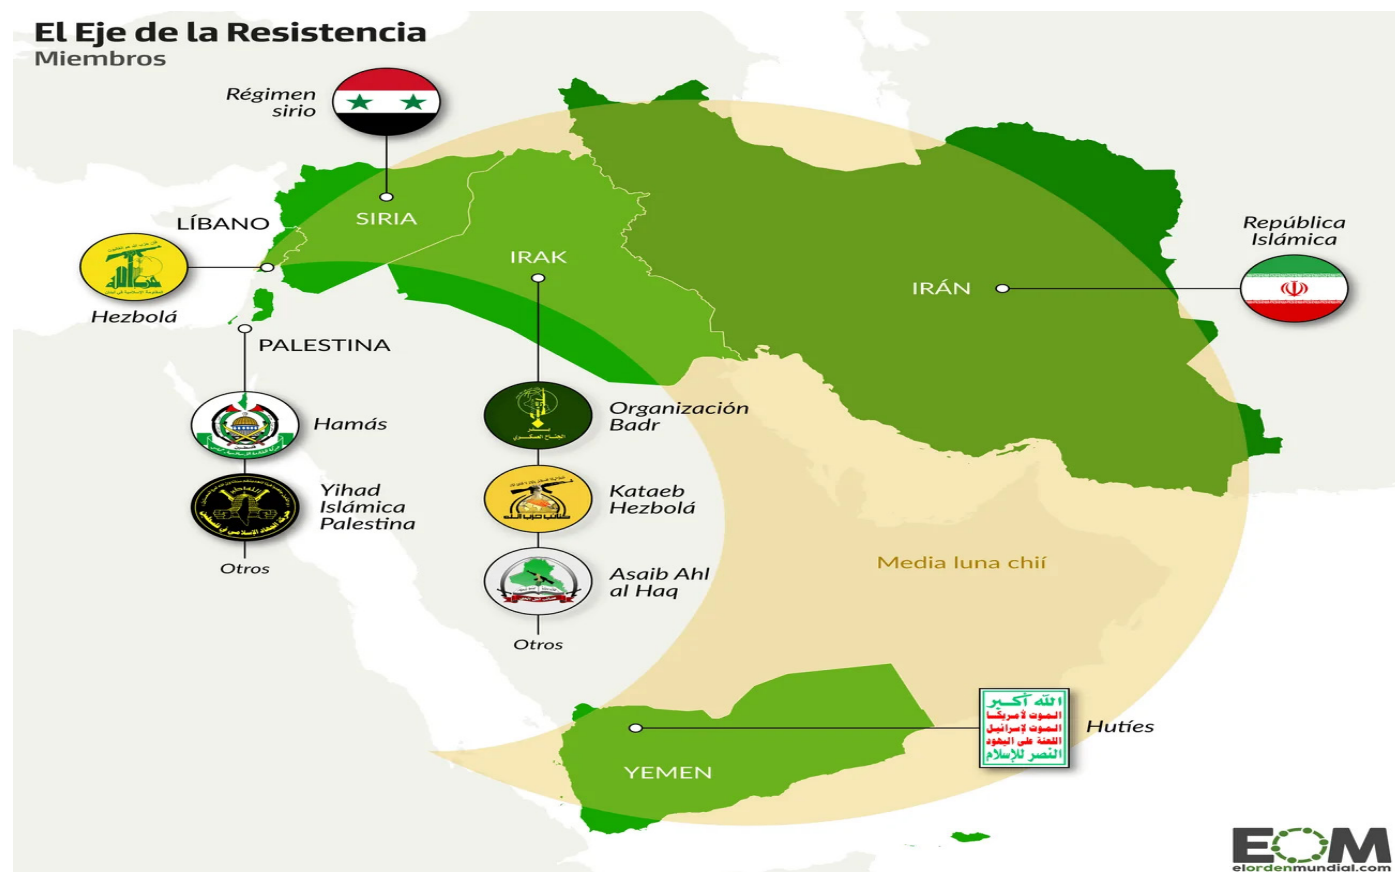 El Eje de la Resistencia
Miembros
Régimen
sirio
SIRIA
LÍBANO
Hezbolá
IRAK
IRÁN
República
Islámica
PALESTINA
Hamás
Yihad
Islámica
Palestina
Otros
Organización
Badr
Kataeb
Hezbolá
Asaib Ahl
al Haq
Otros
Media luna chií
الله أكبر
الموت لأمريكا
الموت لإسرائيل
اللعنة على اليهود
النصر للإسلام
Hutíes
YEMEN
EOM
elordenmundial.com